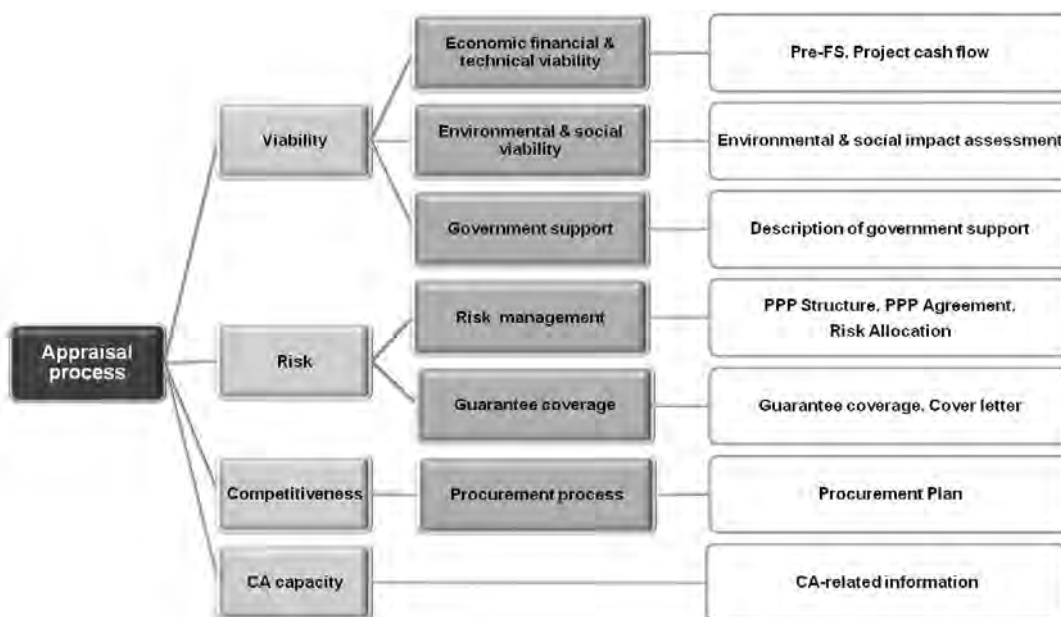 Economic financial &
technical viability
Pre-FS, Project cash flow
Viability
Environmental & social
viability
Environmental & social impact assessment
Government support
Description of government support
Appraisal
process
Risk
Risk management
PPP Structure, PPP Agreement,
Risk Allocation
Guarantee coverage
Guarantee coverage, Cover letter
Competitiveness
Procurement process
Procurement Plan
CA capacity
CA-related information